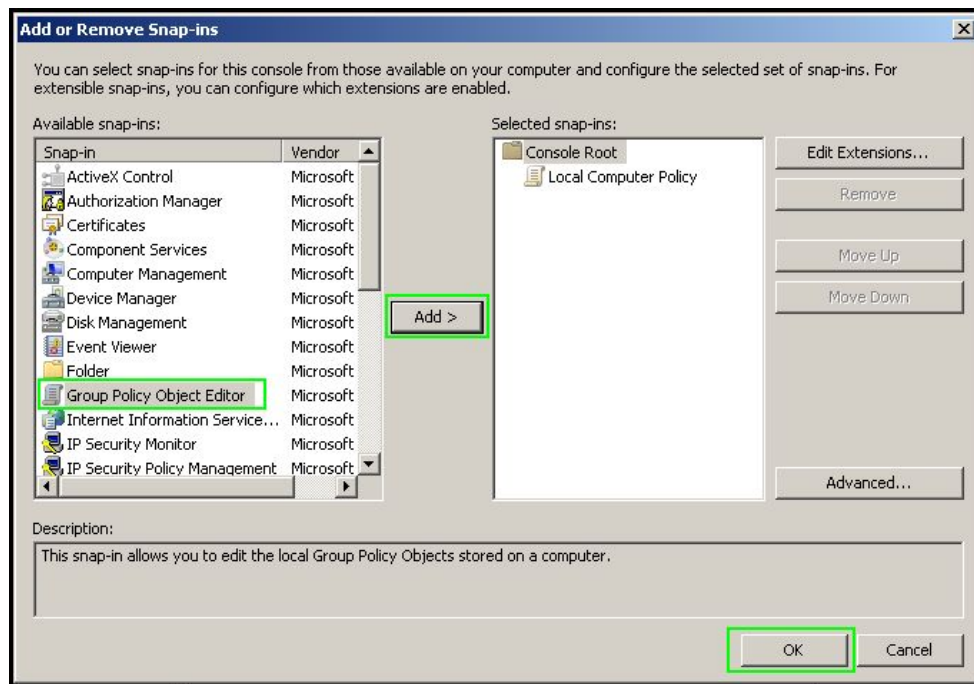 Add or Remove Snap-ins
You can select snap-ins for this console from those available on your computer and configure the selected set of snap-ins. For
extensible snap-ins, you can configure which extensions are enabled.
Available snap-ins:
Snap-in Vendor
ActiveX Control Microsoft
Authorization Manager Microsoft
Certificates Microsoft
Component Services Microsoft
Computer Management Microsoft
Device Manager Microsoft
Disk Management Microsoft
Event Viewer Microsoft
Folder Microsoft
Group Policy Object Editor Microsoft
Internet Information Service... Microsoft
IP Security Monitor Microsoft
IP Security Policy Management Microsoft
Add >
Selected snap-ins:
Console Root
Local Computer Policy
Edit Extensions...
Remove
Move Up
Move Down
Advanced...
Description:
This snap-in allows you to edit the local Group Policy Objects stored on a computer.
OK
Cancel